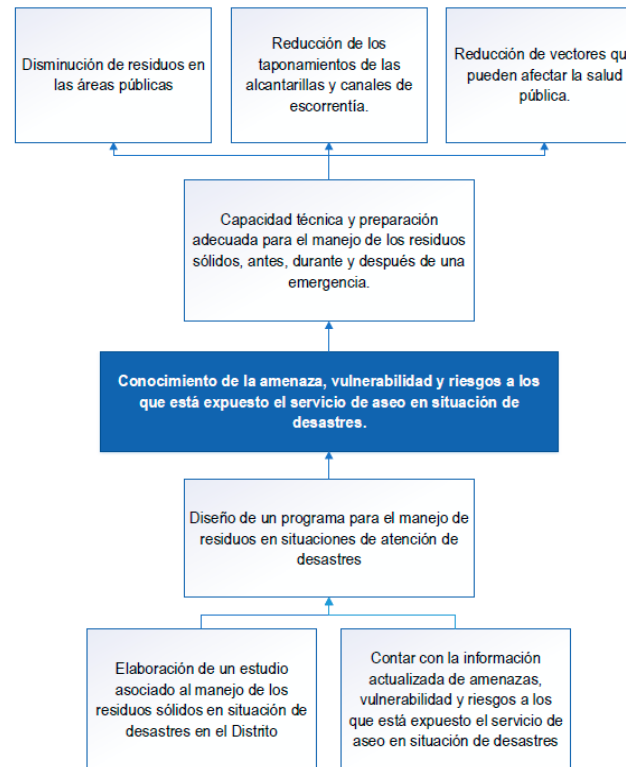 Disminución de residuos en
las áreas públicas
Reducción de los
taponamientos de las
alcantarillas y canales de
escorrentía.
Reducción de vectores qu
pueden afectar la salud
pública.
Capacidad técnica y preparación
adecuada para el manejo de los residuos
sólidos, antes, durante y después de una
emergencia.
Conocimiento de la amenaza, vulnerabilidad y riesgos a los
que está expuesto el servicio de aseo en situación de
desastres.
Diseño de un programa para el manejo de
residuos en situaciones de atención de
desastres
Elaboración de un estudio
asociado al manejo de los
residuos sólidos en situación de
desastres en el Distrito
Contar con la información
actualizada de amenazas,
vulnerabilidad y riesgos a los
que está expuesto el servicio de
aseo en situación de desastres